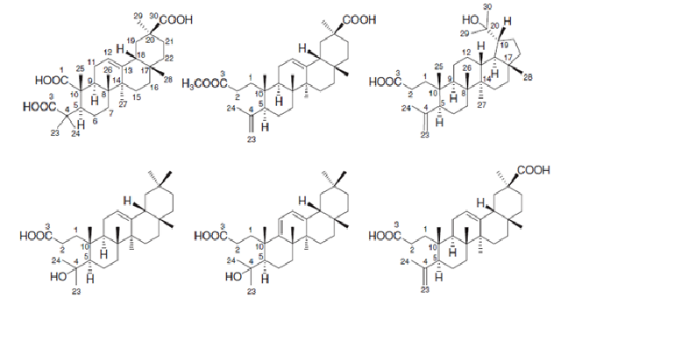 29 30 COOH
20
19 21
12 H 18 22
11 26 13 17 28
1 25 14 16
HOOC 10 9 8 27 15
3 HOOC 5 7
4 H 6
23 24
COOH
H
3 1
H₃COOC 10 H
2 5
4 H
23
30
HO 20 H
29 19
12 H 18
25 26 17 28
3 1 14
HOOC 10 9 H 8 27
2 5
24 4 H
23
H
3 1
HOOC 10 H
2 5
24 4 H
HO 23
H
3 1
HOOC 10
2 5
24 4 H
HO 23
COOH
H
3 1
HOOC 10 H
2 5
24 4 H
23